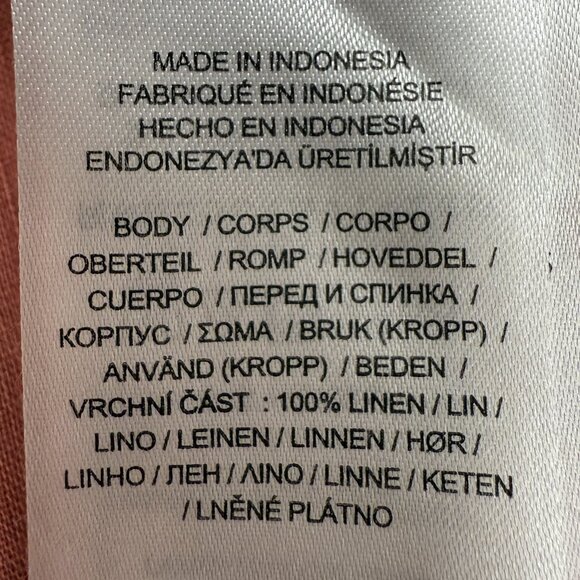 MADE IN INDONESIA
FABRIQUÉ EN INDONÉSIE
HECHO EN INDONESIA
ENDONEZYA'DA ÜRETİLMİŞTİR
BODY / CORPS / CORPO /
OBERTEIL / ROMP / HOVEDDEL /
CUERPO / ПЕРЕД И СПИНКА /
КОРПУС / ΣΩΜΑ / BRUK (KROPP) /
ANVÄND (KROPP) / BEDEN /
VRCHNÍ ČÁST : 100% LINEN / LIN /
LINO / LEINEN / LINNEN / HØR /
LINHO / ЛЕН / ΛΙΝΟ / LINNE / KETEN
/ LNĚNÉ PLÁTNO